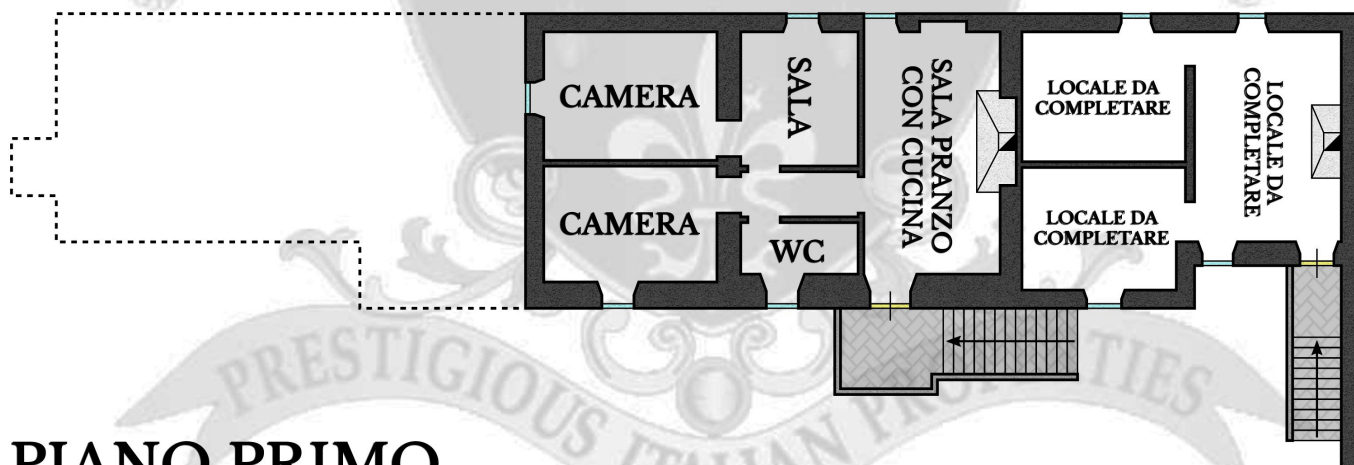 CAMERA
SALA
SALA PRANZO
CON CUCINA
LOCALE DA
COMPLETARE
LOCALE DA
COMPLETARE
CAMERA
WC
LOCALE DA
COMPLETARE
PRESTIGIOUS ITALIAN PROPERTIES
PIANO PRIMO